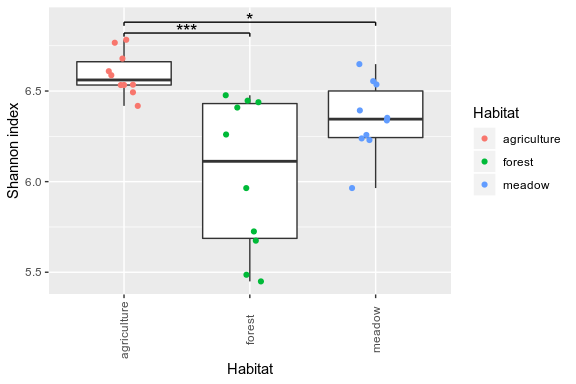 *
***
6.5
6.0
5.5
Shannon index
agriculture
forest
meadow
Habitat
Habitat
agriculture
forest
meadow